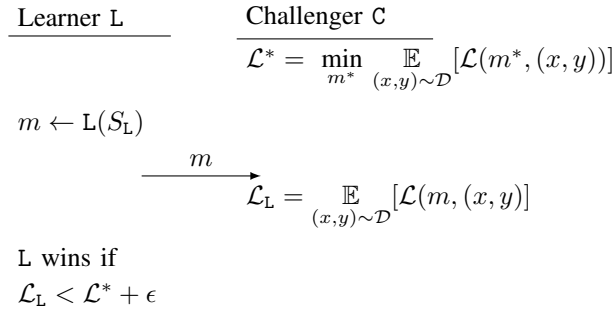 Learner L Challenger C
ℒ* = min_{m*} 𝔼_{(x,y)∼𝒟}[ℒ(m*, (x, y))]
m ← L(S_L)
m
ℒ_L = 𝔼_{(x,y)∼𝒟}[ℒ(m, (x, y)]
L wins if
ℒ_L < ℒ* + ϵ